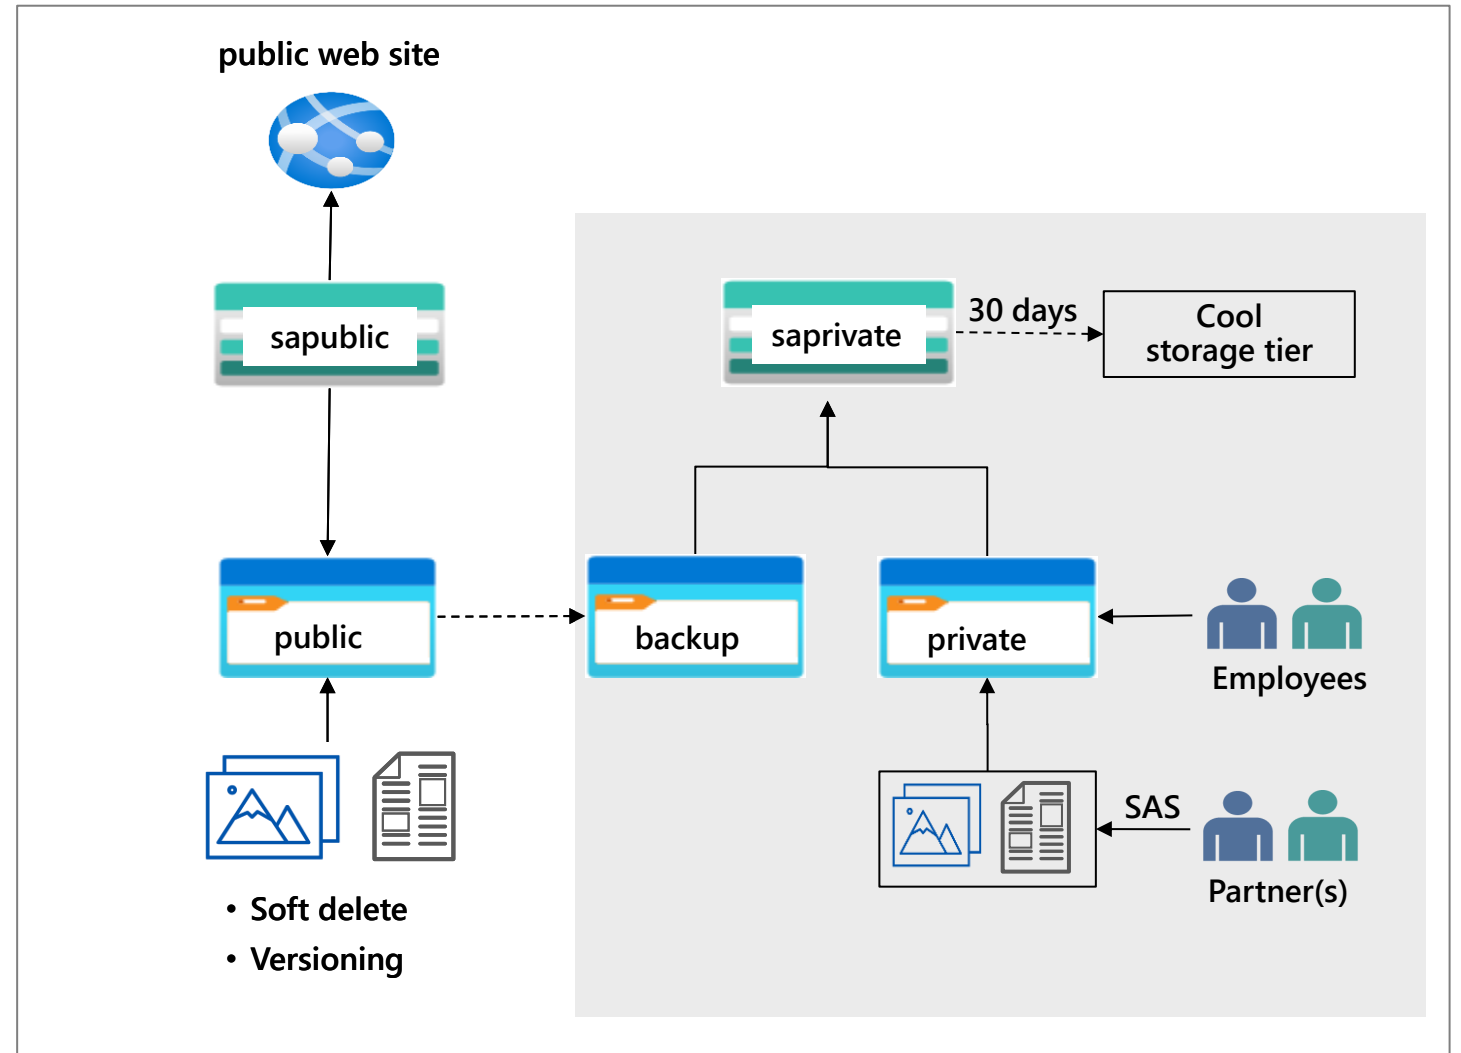 public web site
sapublic
saprivate
30 days
Cool
storage tier
public
backup
private
Employees
SAS
Partner(s)
• Soft delete
• Versioning